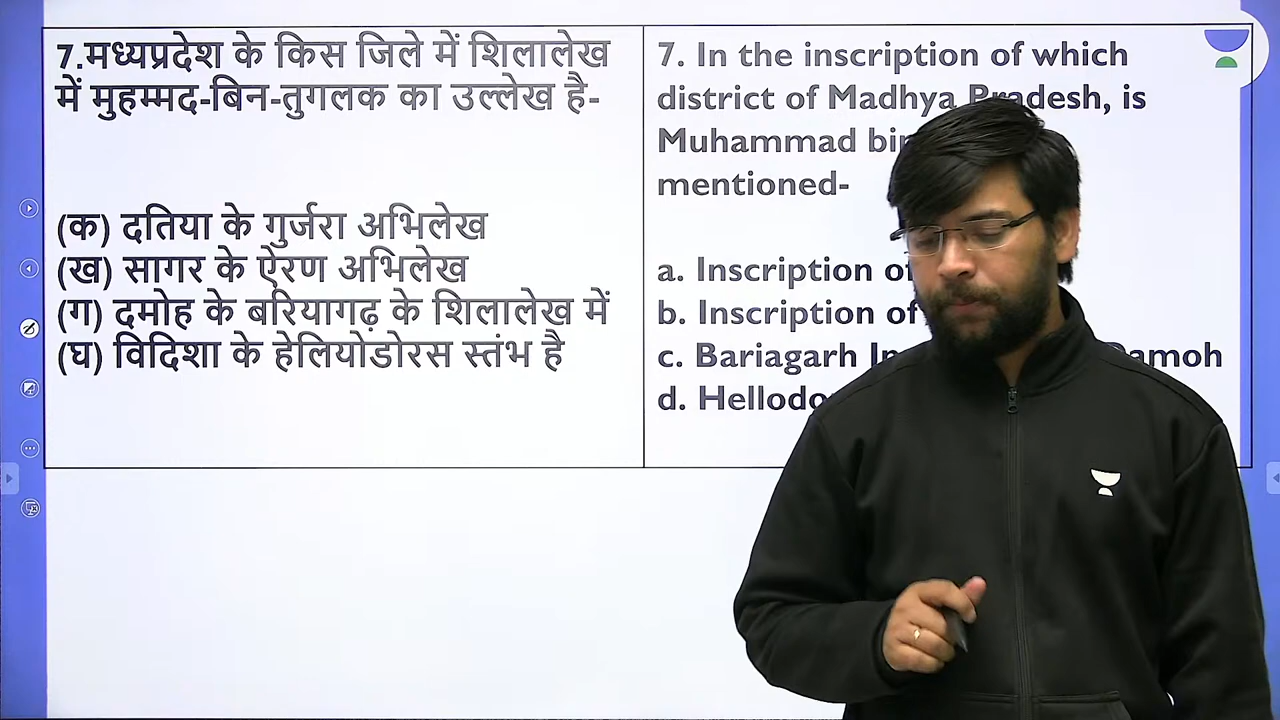 7.मध्यप्रदेश के किस जिले में शिलालेख
में मुहम्मद-बिन-तुगलक का उल्लेख है-
(क) दतिया के गुर्जरा अभिलेख
(ख) सागर के ऐरण अभिलेख
(ग) दमोह के बरियागढ़ के शिलालेख में
(घ) विदिशा के हेलियोडोरस स्तंभ है
7. In the inscription of which
district of Madhya Pradesh, is
Muhammad bin
mentioned-
a. Inscription of
b. Inscription of
c. Bariagarh Damoh
d.